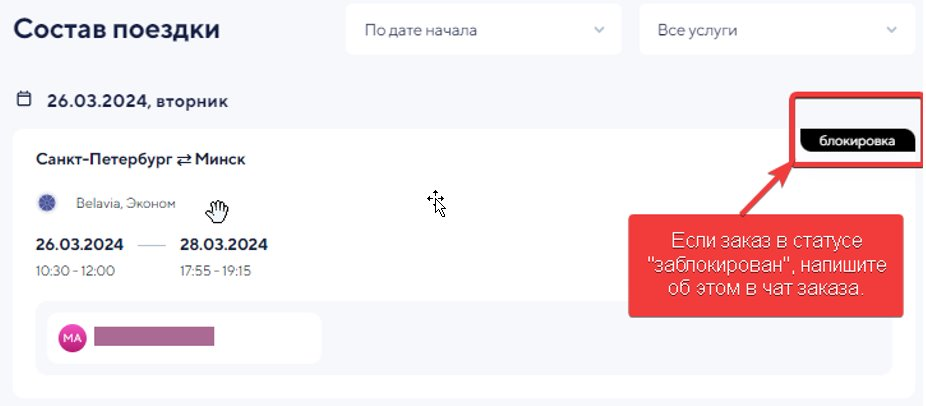 Состав поездки
По дате начала
Все услуги
26.03.2024, вторник
блокировка
Санкт-Петербург ⇄ Минск
Belavia, Эконом
26.03.2024 — 28.03.2024
10:30 - 12:00
17:55 - 19:15
Если заказ в статусе
"заблокирован", напишите
об этом в чат заказа.
МА